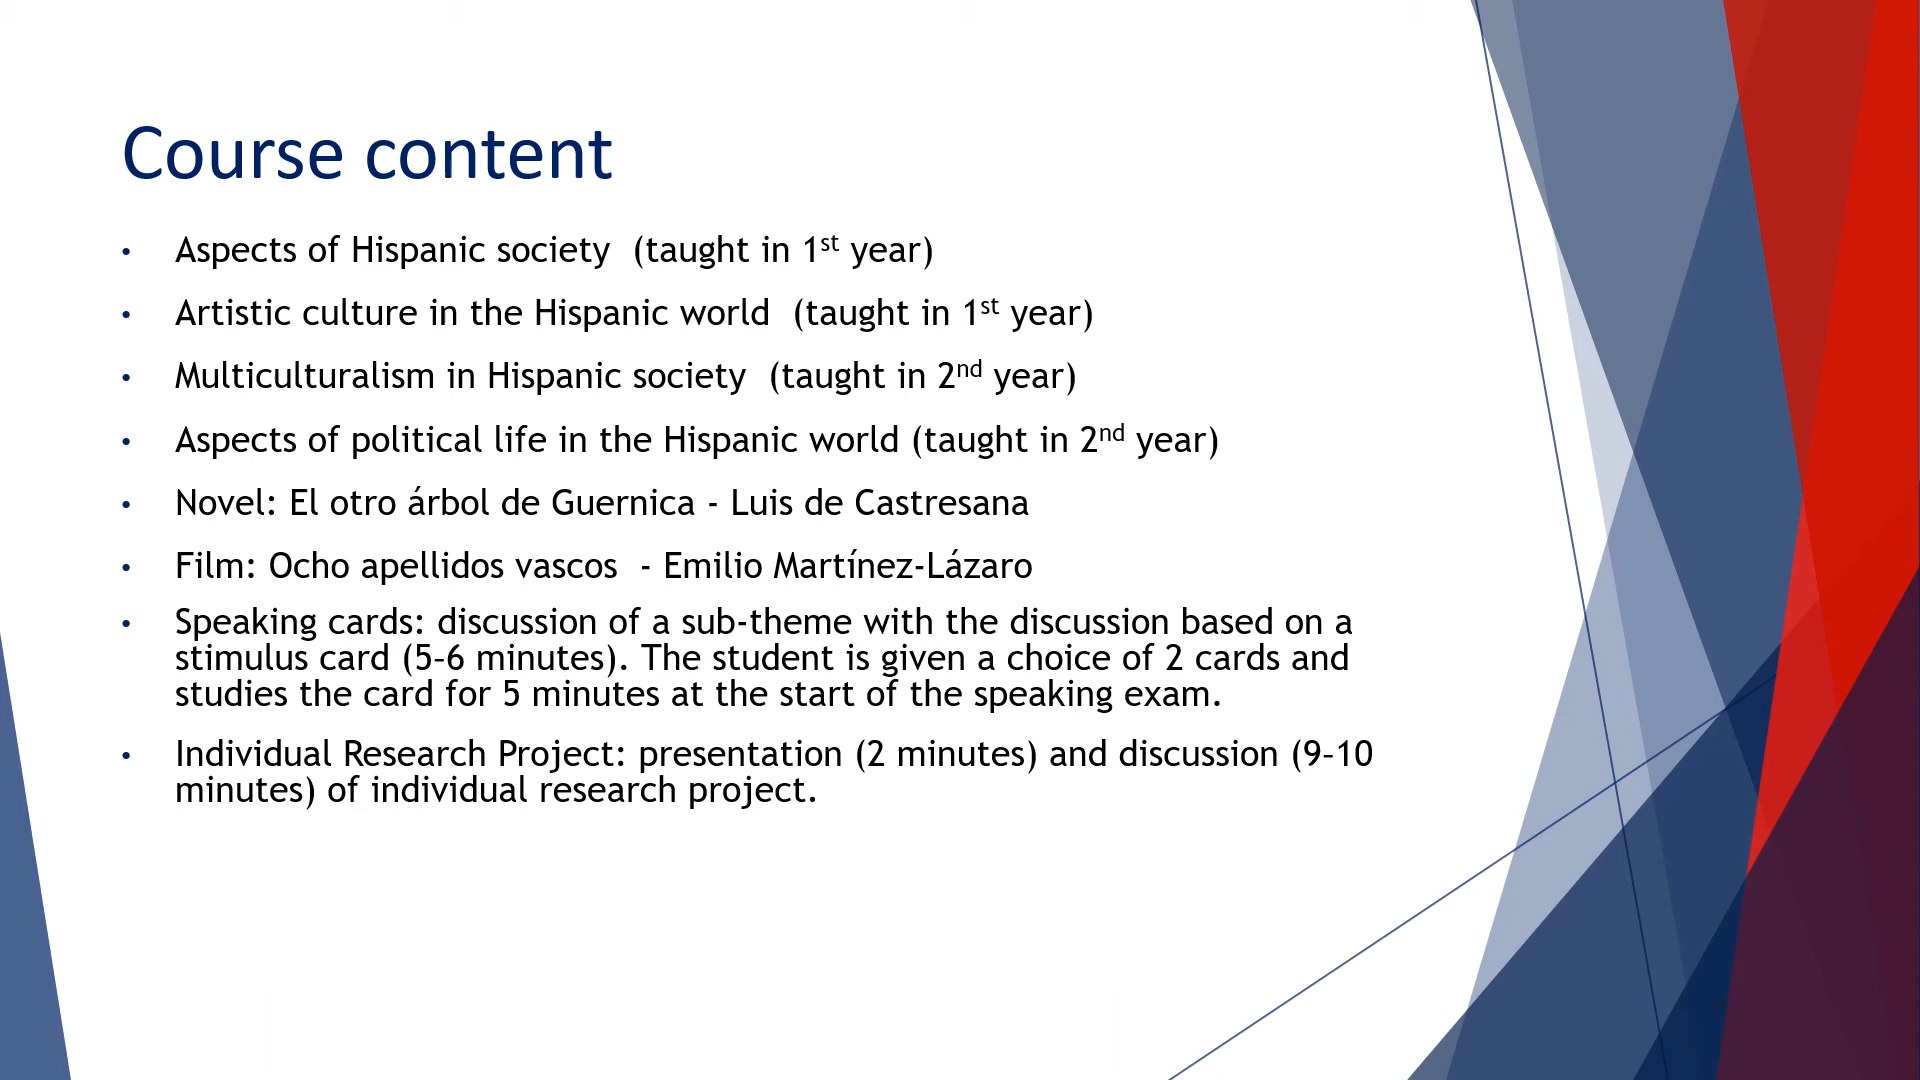 Course content
• Aspects of Hispanic society  (taught in 1st year)
• Artistic culture in the Hispanic world  (taught in 1st year)
• Multiculturalism in Hispanic society  (taught in 2nd year)
• Aspects of political life in the Hispanic world (taught in 2nd year)
• Novel: El otro árbol de Guernica - Luis de Castresana
• Film: Ocho apellidos vascos  - Emilio Martínez-Lázaro
• Speaking cards: discussion of a sub-theme with the discussion based on a
stimulus card (5–6 minutes). The student is given a choice of 2 cards and
studies the card for 5 minutes at the start of the speaking exam.
• Individual Research Project: presentation (2 minutes) and discussion (9–10
minutes) of individual research project.